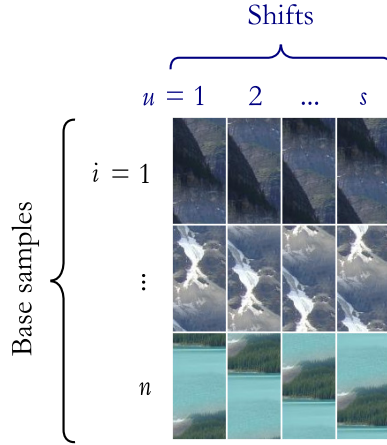 Shifts
u = 1 2 ... s
i = 1
...
n
Base samples